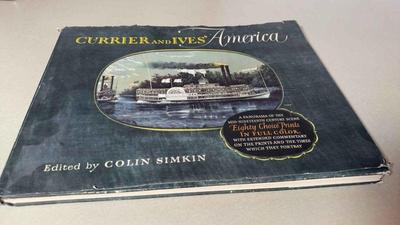 CURRIER AND IVES' America
A PANORAMA OF THE
MID-NINETEENTH CENTURY SCENE
Eighty Choice Prints
IN FULL COLOR,
WITH EXTENDED COMMENTARY
ON THE PRINTS AND THE TIMES
WHICH THEY PORTRAY
Edited by COLIN SIMKIN